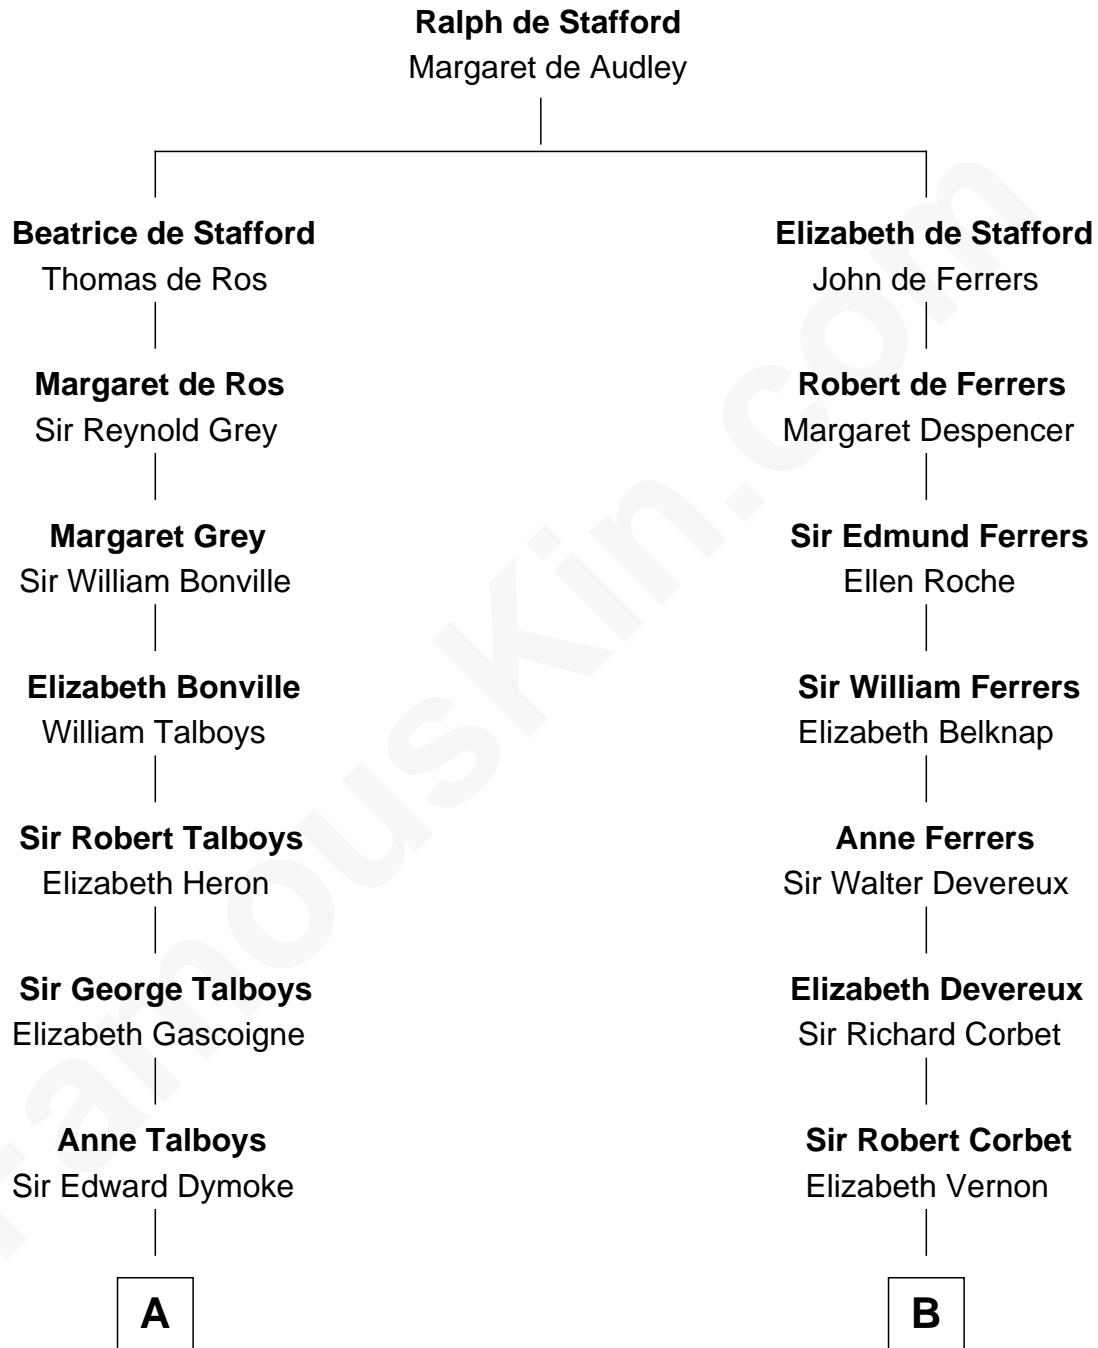 Ralph de Stafford
Margaret de Audley
Beatrice de Stafford
Thomas de Ros
Margaret de Ros
Sir Reynold Grey
Margaret Grey
Sir William Bonville
Elizabeth Bonville
William Talboys
Sir Robert Talboys
Elizabeth Heron
Sir George Talboys
Elizabeth Gascoigne
Anne Talboys
Sir Edward Dymoke
A
Elizabeth de Stafford
John de Ferrers
Robert de Ferrers
Margaret Despencer
Sir Edmund Ferrers
Ellen Roche
Sir William Ferrers
Elizabeth Belknap
Anne Ferrers
Sir Walter Devereux
Elizabeth Devereux
Sir Richard Corbet
Sir Robert Corbet
Elizabeth Vernon
B
FamousKin.com